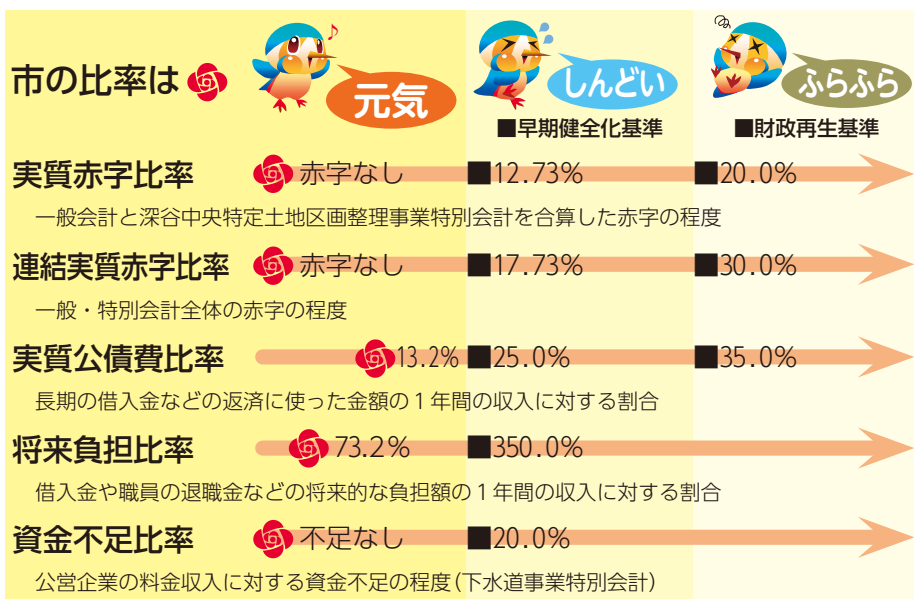 市の比率は
元気
しんどい
ふらふら
■早期健全化基準
■財政再生基準
実質赤字比率 赤字なし ■12.73% ■20.0%
一般会計と深谷中央特定土地区画整理事業特別会計を合算した赤字の程度
連結実質赤字比率 赤字なし ■17.73% ■30.0%
一般・特別会計全体の赤字の程度
実質公債費比率 13.2% ■25.0% ■35.0%
長期の借入金などの返済に使った金額の1年間の収入に対する割合
将来負担比率 73.2% ■350.0%
借入金や職員の退職金などの将来的な負担額の1年間の収入に対する割合
資金不足比率 不足なし ■20.0%
公営企業の料金収入に対する資金不足の程度(下水道事業特別会計)